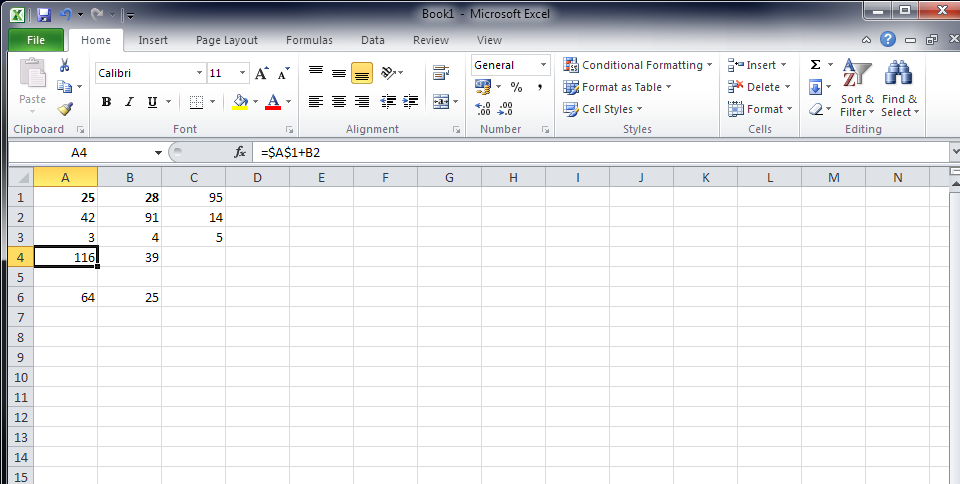 Book1 - Microsoft Excel
File Home Insert Page Layout Formulas Data Review View
Calibri 11 General Conditional Formatting Insert Σ
Paste B I U A % , Format as Table Delete Sort & Find &
Cell Styles Format Filter Select
Clipboard Font Alignment Number Styles Cells Editing
A4 fx =$A$1+B2
A B C D E F G H I J K L M N
1 25 28 95
2 42 91 14
3 3 4 5
4 116 39
5
6 64 25
7
8
9
10
11
12
13
14
15